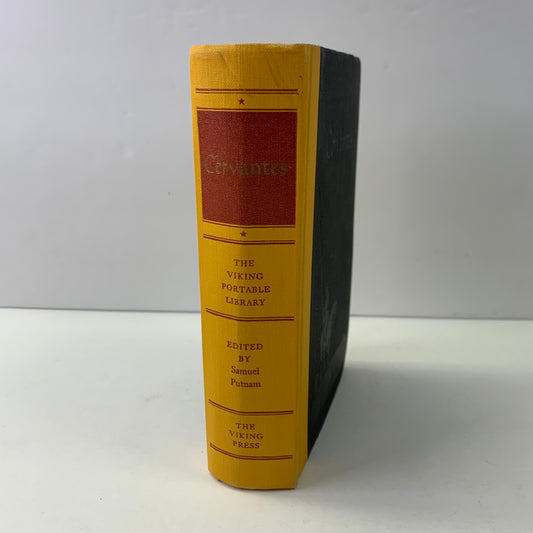 Cervantes
THE
VIKING
PORTABLE
LIBRARY
EDITED
BY
Samuel
Putnam
THE
VIKING
PRESS